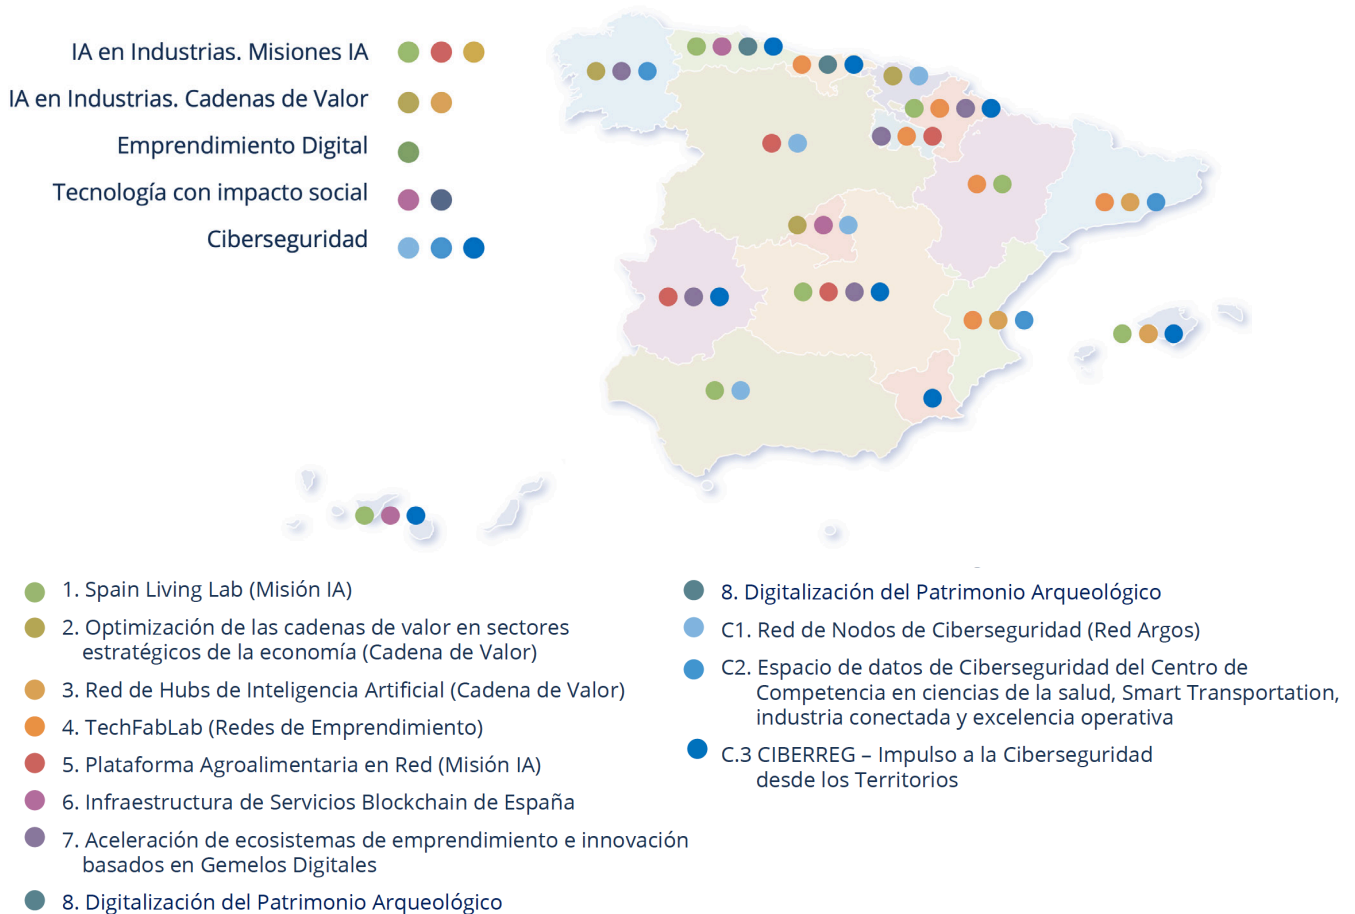 IA en Industrias. Misiones IA
IA en Industrias. Cadenas de Valor
Emprendimiento Digital
Tecnología con impacto social
Ciberseguridad
1. Spain Living Lab (Misión IA)
2. Optimización de las cadenas de valor en sectores
estratégicos de la economía (Cadena de Valor)
3. Red de Hubs de Inteligencia Artificial (Cadena de Valor)
4. TechFabLab (Redes de Emprendimiento)
5. Plataforma Agroalimentaria en Red (Misión IA)
6. Infraestructura de Servicios Blockchain de España
7. Aceleración de ecosistemas de emprendimiento e innovación
basados en Gemelos Digitales
8. Digitalización del Patrimonio Arqueológico
8. Digitalización del Patrimonio Arqueológico
C1. Red de Nodos de Ciberseguridad (Red Argos)
C2. Espacio de datos de Ciberseguridad del Centro de
Competencia en ciencias de la salud, Smart Transportation,
industria conectada y excelencia operativa
C.3 CIBERREG – Impulso a la Ciberseguridad
desde los Territorios